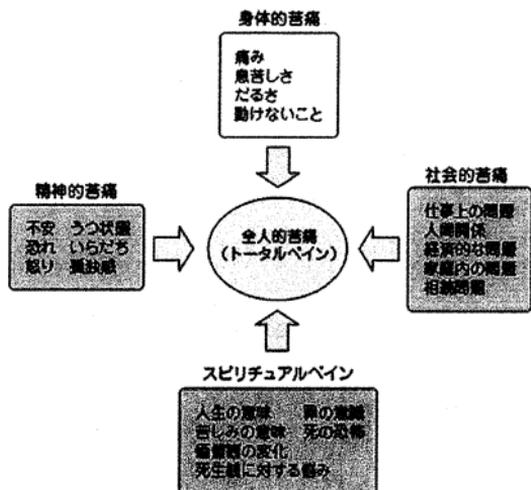 身体的苦痛
痛み
息苦しさ
だるさ
動けないこと
精神的苦痛
不安 うつ状態
恐れ いらだち
怒り 孤独感
社会的苦痛
仕事上の問題
人間関係
経済的な問題
家庭内の問題
相続問題
全人的苦痛
(トータルペイン)
スピリチュアルペイン
人生の意味 罪の意識
苦しみの意味 死の恐怖
価値観の変化
死生観に対する悩み